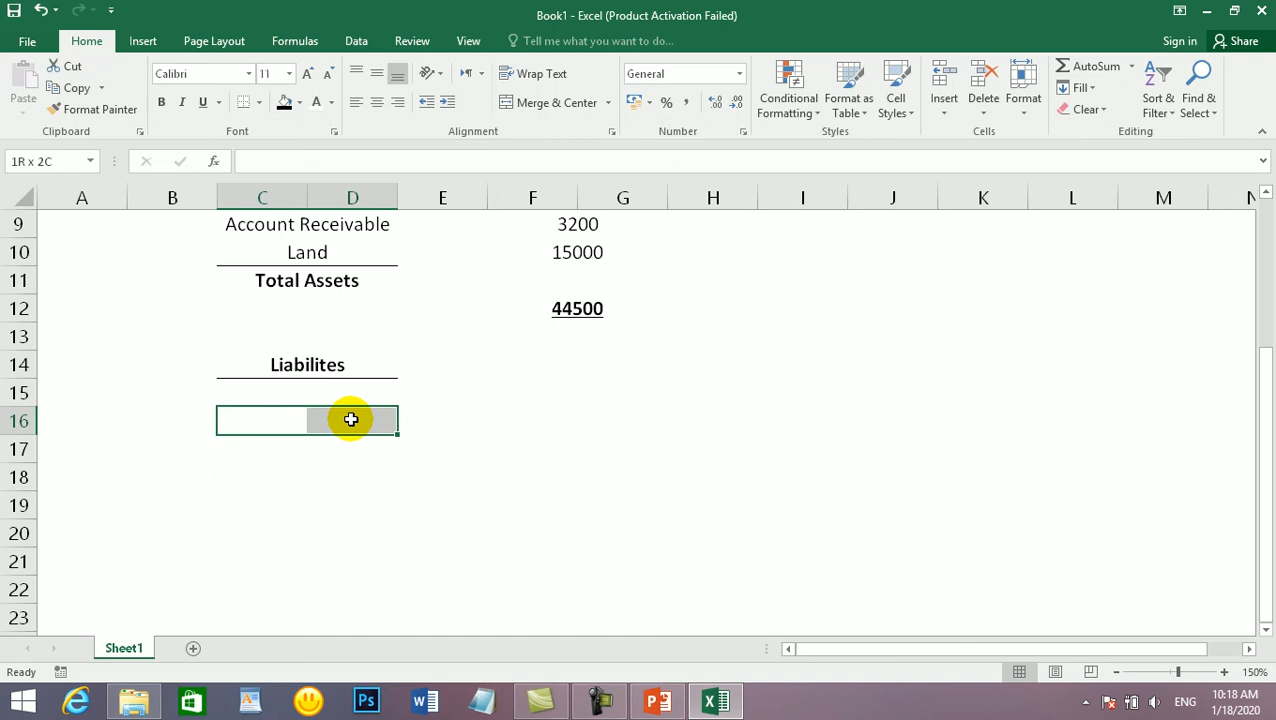 Book1 - Excel (Product Activation Failed)
File Home Insert Page Layout Formulas Data Review View Tell me what you want to do... Sign in Share
Paste Cut Copy Format Painter Clipboard
Calibri 11 A A B I U A Font
Wrap Text Merge & Center Alignment
General % , Number
Conditional Formatting Format as Table Cell Styles Styles
Insert Delete Format Cells
AutoSum Fill Clear Sort & Filter Find & Select Editing
1R x 2C fx
A B C D E F G H I J K L M N
9 Account Receivable 3200
10 Land 15000
11 Total Assets
12 44500
13
14 Liabilites
15
16
17
18
19
20
21
22
23
Sheet1
Ready 150%
Ps ENG 10:18 AM
1/18/2020